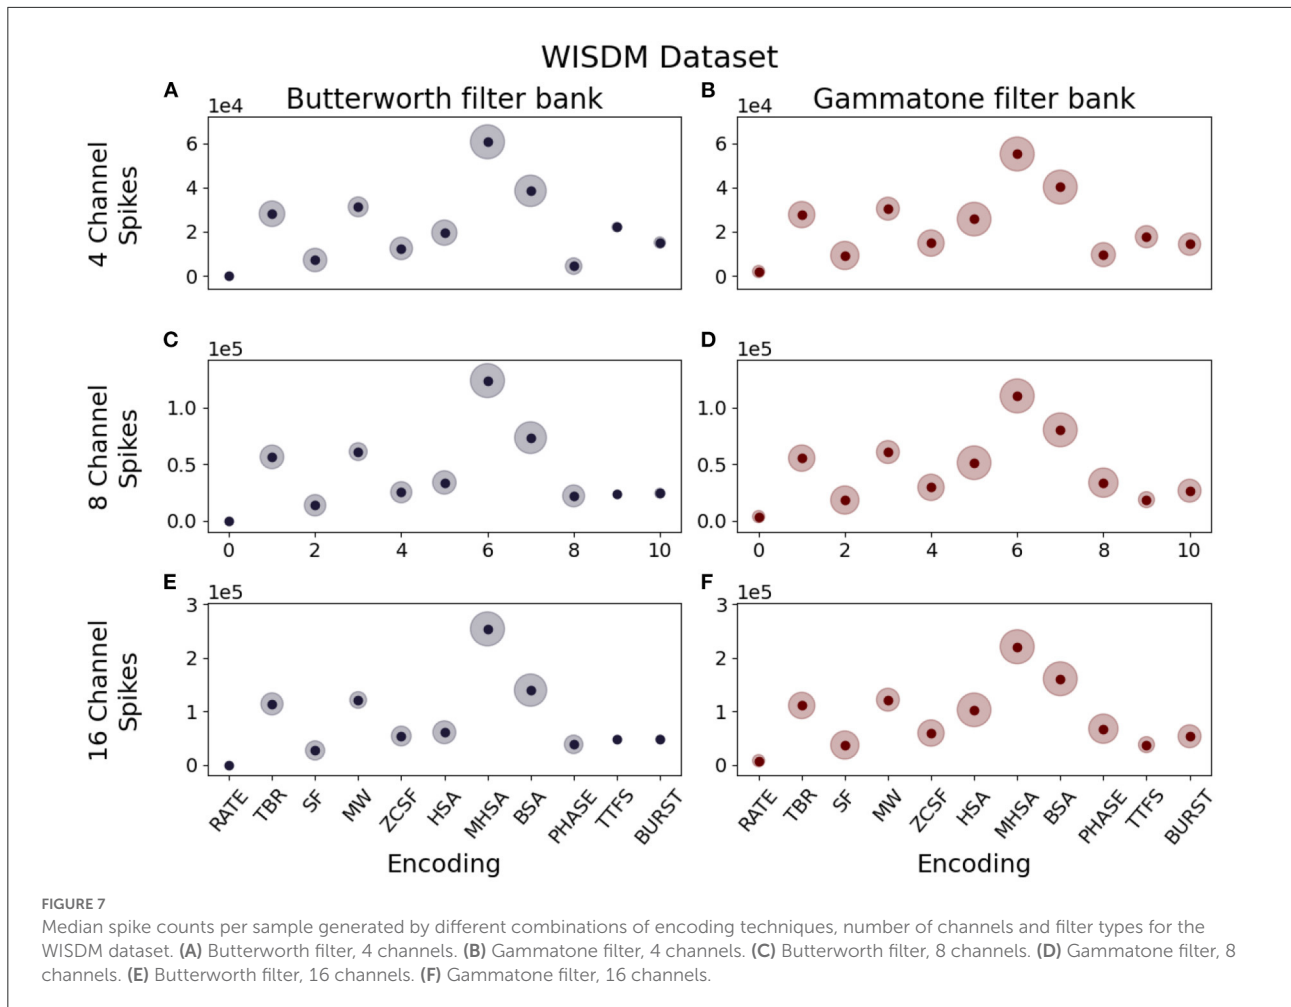 WISDM Dataset
A
Butterworth filter bank
B
Gammatone filter bank
4 Channel
Spikes
1e4
6
4
2
0
1e4
6
4
2
0
C
D
8 Channel
Spikes
1e5
1.0
0.5
0.0
0 2 4 6 8 10
1e5
1.0
0.5
0.0
0 2 4 6 8 10
E
F
16 Channel
Spikes
1e5
3
2
1
0
RATE TBR SF MW ZCSF HSA MHSA BSA PHASE TTFS BURST
Encoding
1e5
3
2
1
0
RATE TBR SF MW ZCSF HSA MHSA BSA PHASE TTFS BURST
Encoding
FIGURE 7
Median spike counts per sample generated by different combinations of encoding techniques, number of channels and filter types for the
WISDM dataset. (A) Butterworth filter, 4 channels. (B) Gammatone filter, 4 channels. (C) Butterworth filter, 8 channels. (D) Gammatone filter, 8
channels. (E) Butterworth filter, 16 channels. (F) Gammatone filter, 16 channels.